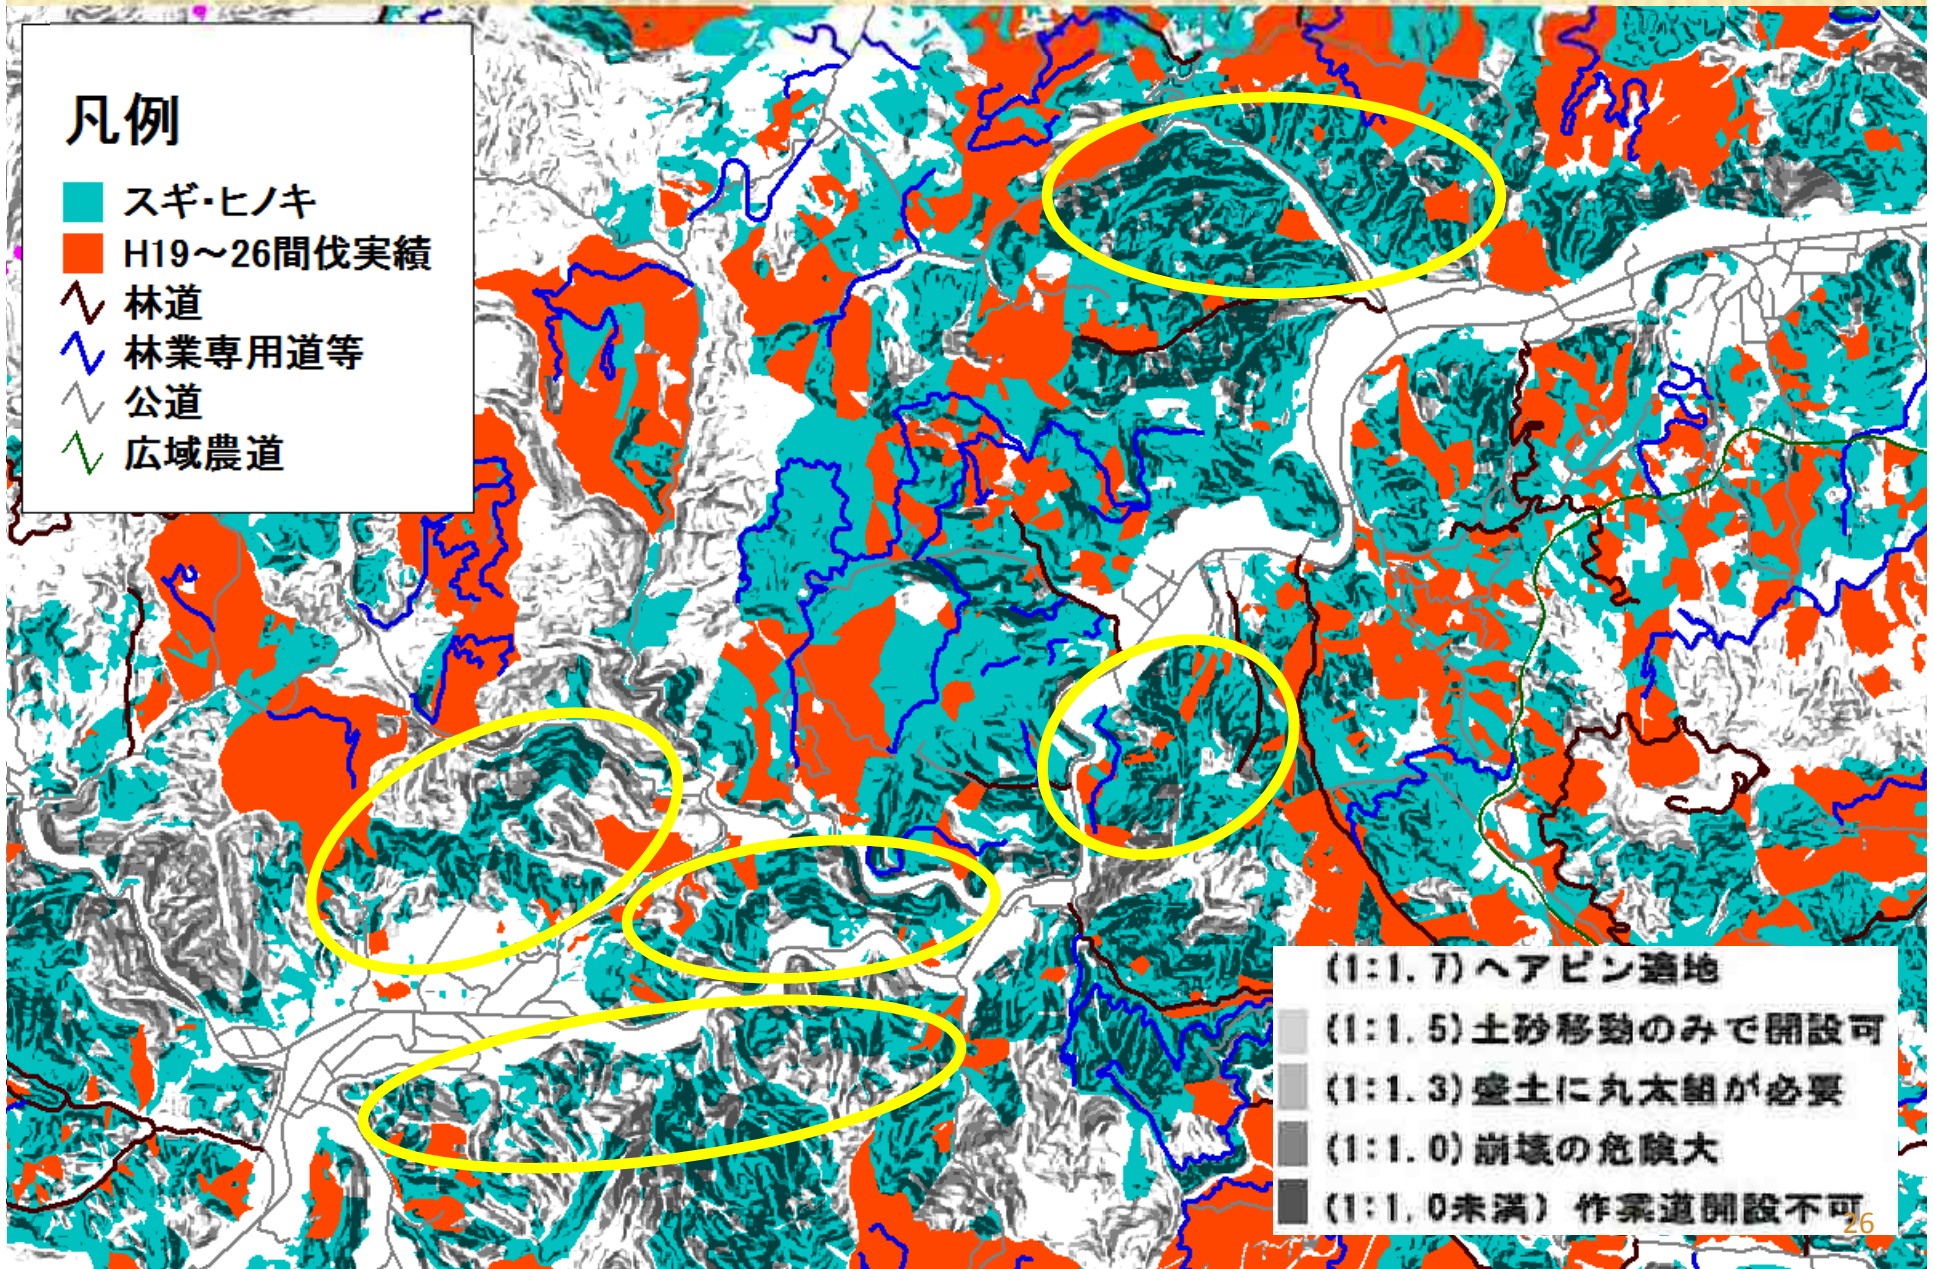 凡例
スギ・ヒノキ
H19～26間伐実績
林道
林業専用道等
公道
広域農道
(1:1.7)ヘアピン適地
(1:1.5)土砂移動のみで開設可
(1:1.3)盛土に丸太組が必要
(1:1.0)崩壊の危険大
(1:1.0未満) 作業道開設不可
26